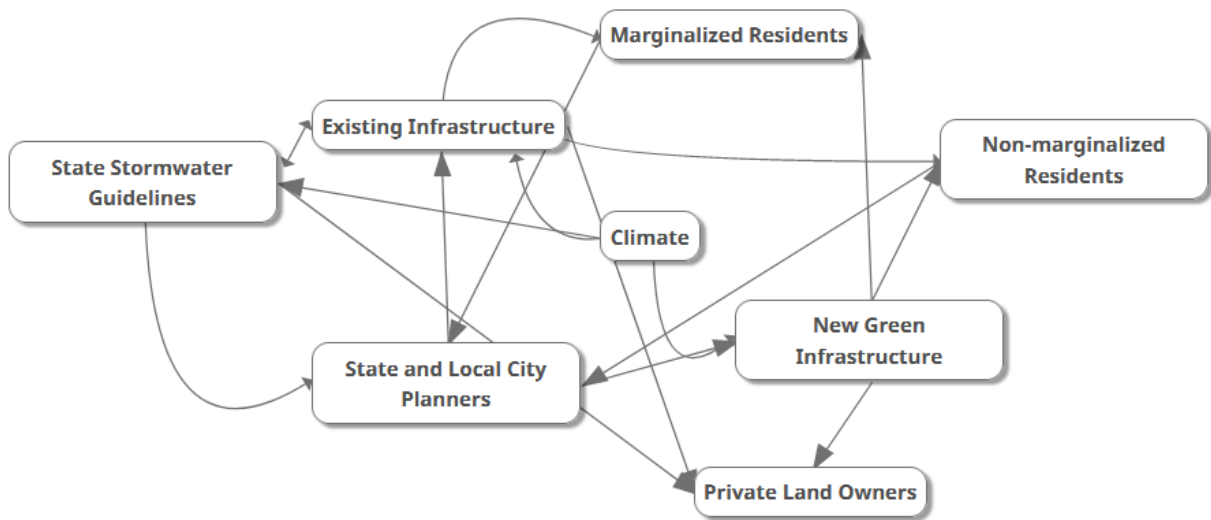 Marginalized Residents
Existing Infrastructure
State Stormwater
Guidelines
Non-marginalized
Residents
Climate
New Green
Infrastructure
State and Local City
Planners
Private Land Owners